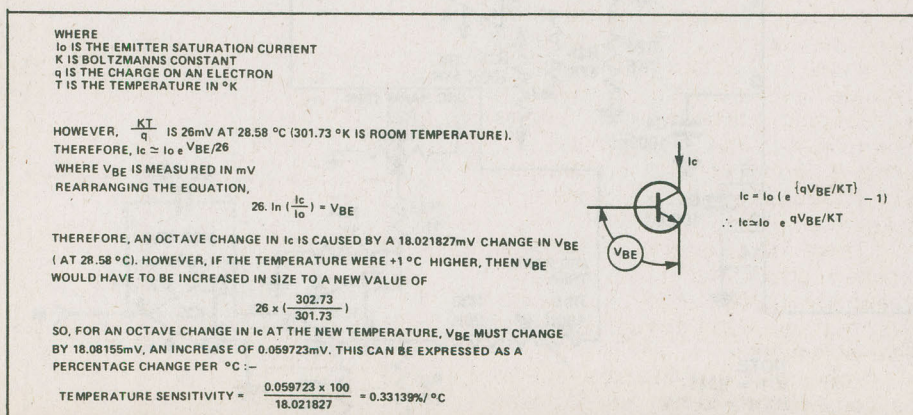 WHERE
Io IS THE EMITTER SATURATION CURRENT
K IS BOLTZMANNS CONSTANT
q IS THE CHARGE ON AN ELECTRON
T IS THE TEMPERATURE IN °K
HOWEVER, KT/q IS 26mV AT 28.58 °C (301.73 °K IS ROOM TEMPERATURE).
THEREFORE, Ic ≃ Io e VBE/26
WHERE VBE IS MEASURED IN mV
REARRANGING THE EQUATION,
26. ln (Ic/Io) = VBE
THEREFORE, AN OCTAVE CHANGE IN Ic IS CAUSED BY A 18.021827mV CHANGE IN VBE
( AT 28.58 °C). HOWEVER, IF THE TEMPERATURE WERE +1 °C HIGHER, THEN VBE
WOULD HAVE TO BE INCREASED IN SIZE TO A NEW VALUE OF
26 x (302.73/301.73)
SO, FOR AN OCTAVE CHANGE IN Ic AT THE NEW TEMPERATURE, VBE MUST CHANGE
BY 18.08155mV, AN INCREASE OF 0.059723mV. THIS CAN BE EXPRESSED AS A
PERCENTAGE CHANGE PER °C :–
TEMPERATURE SENSITIVITY = 0.059723 x 100/18.021827 = 0.33139%/ °C
Ic
VBE
Ic = Io ( e {qVBE/KT} – 1)
∴ Ic≃Io e qVBE/KT